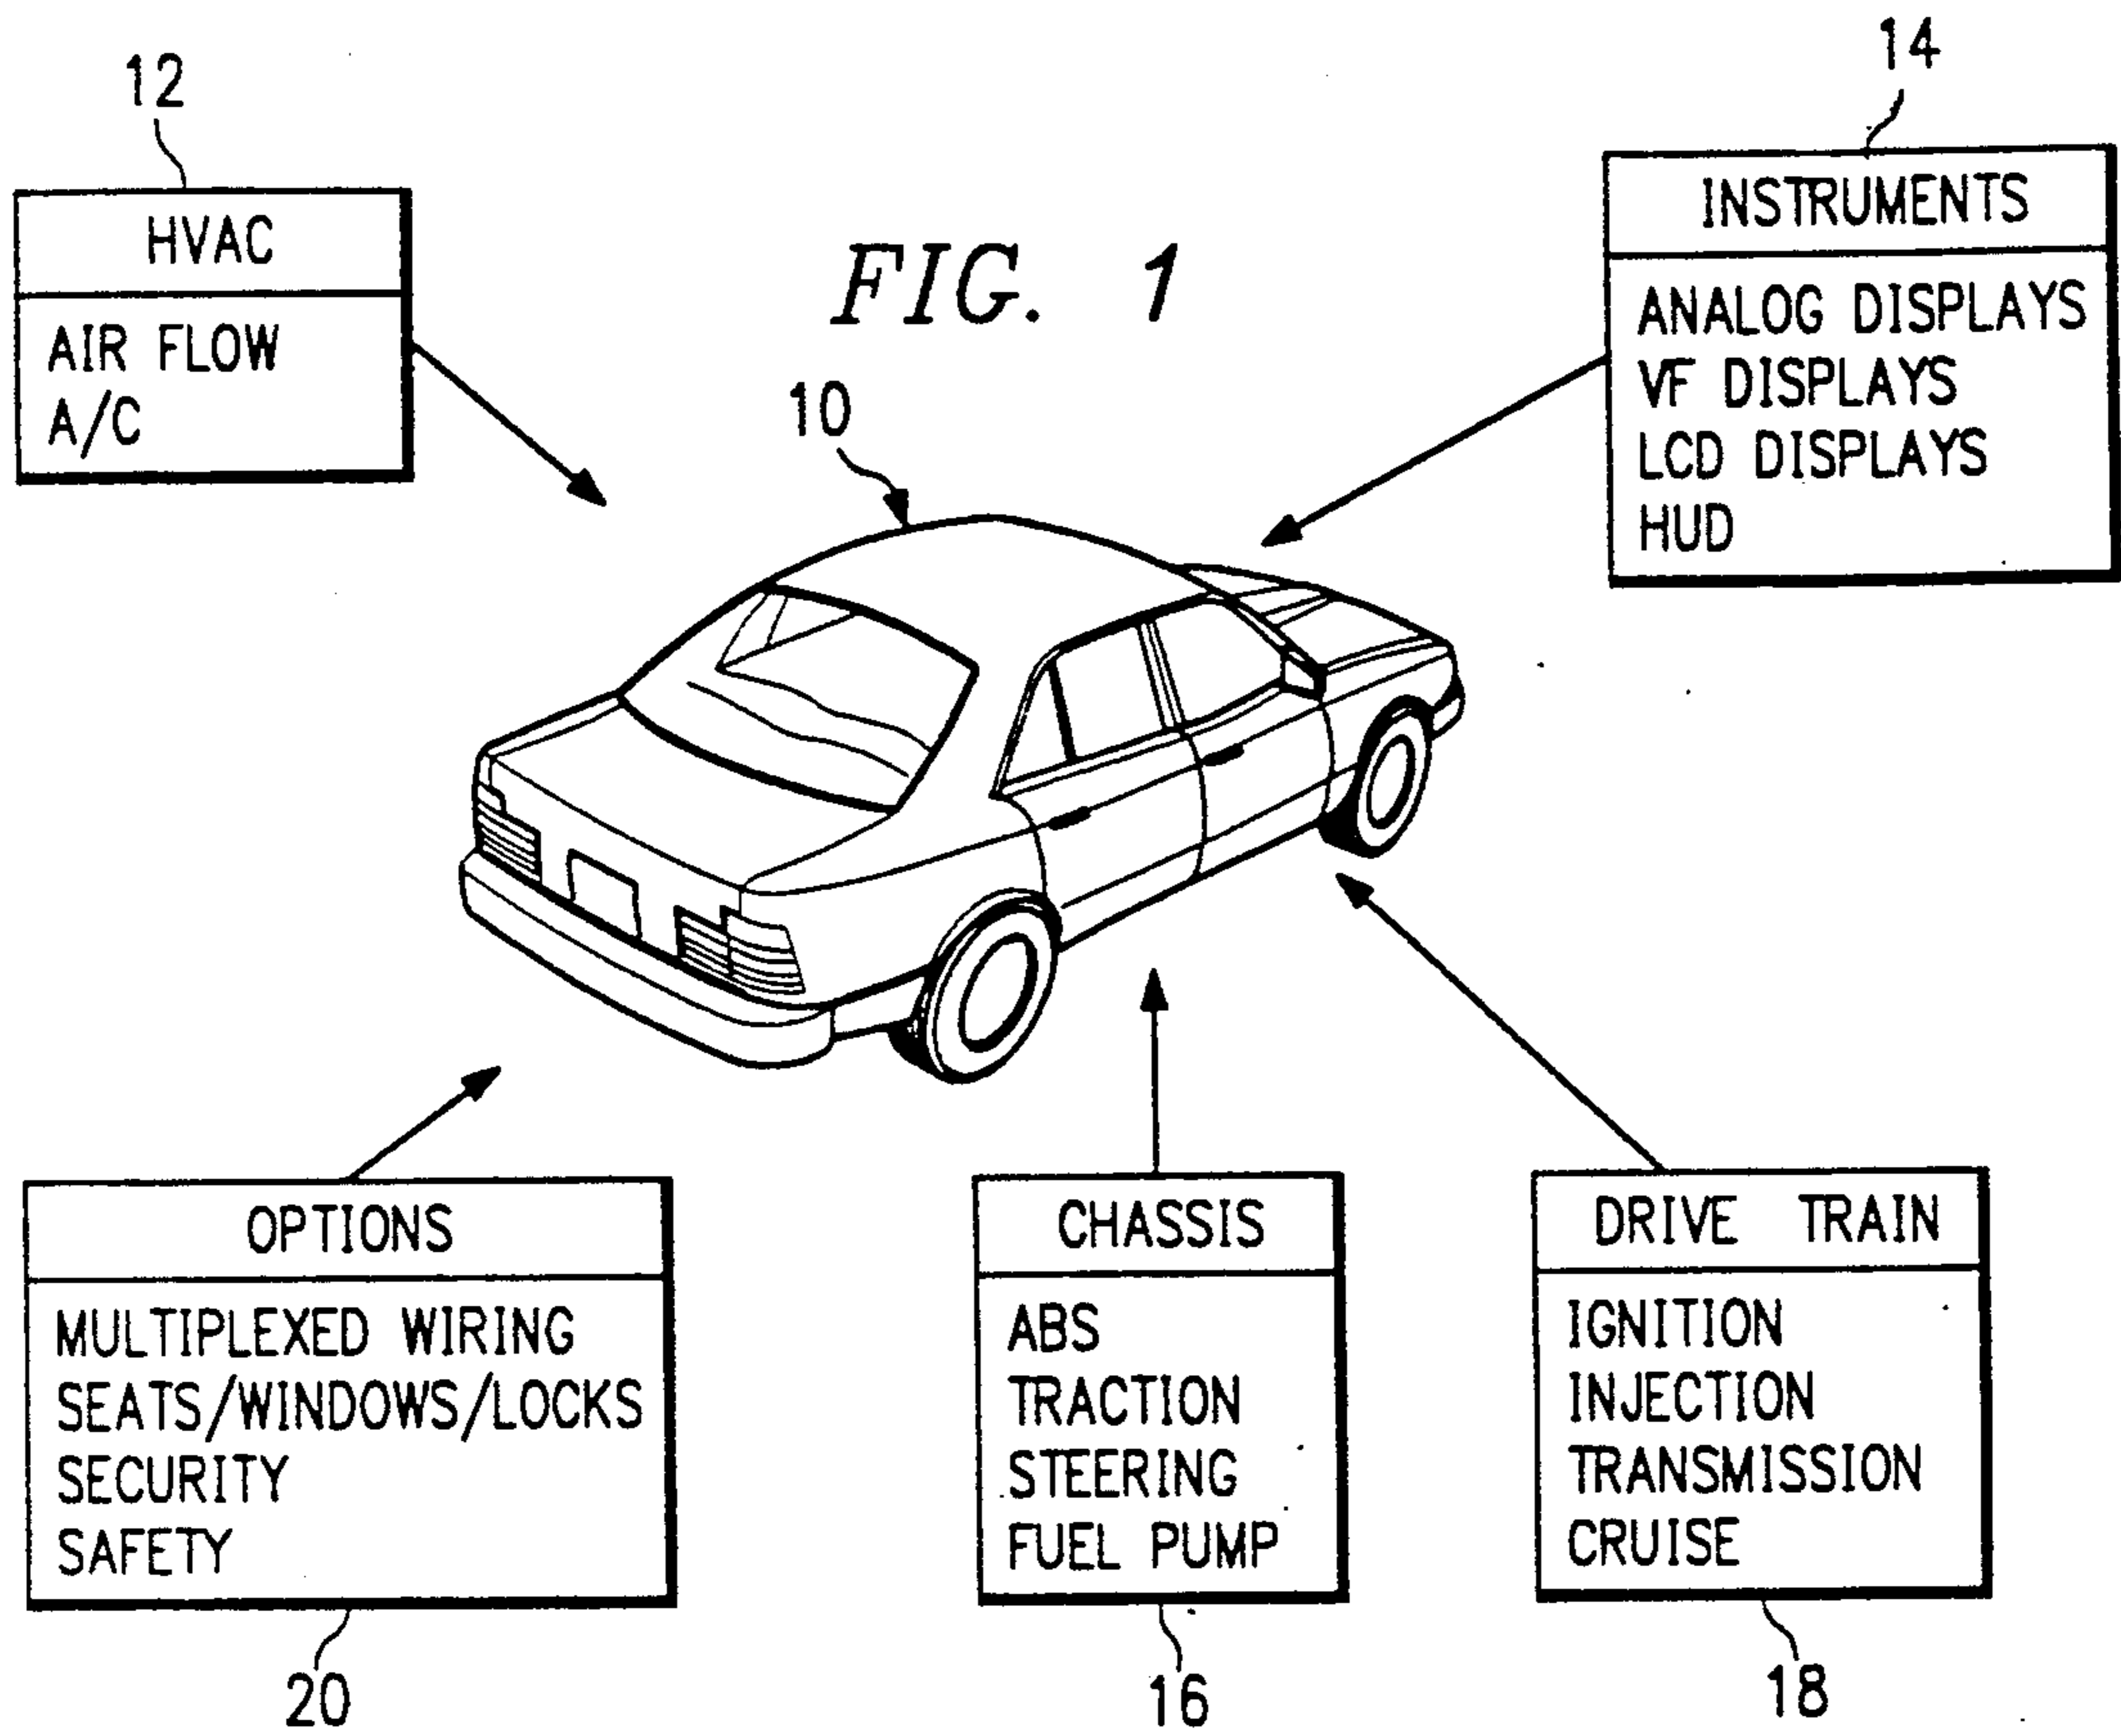 12
14
HVAC
AIR FLOW
A/C
FIG. 1
INSTRUMENTS
ANALOG DISPLAYS
VF DISPLAYS
LCD DISPLAYS
HUD
10
OPTIONS
MULTIPLEXED WIRING
SEATS/WINDOWS/LOCKS
SECURITY
SAFETY
20
CHASSIS
ABS
TRACTION
STEERING
FUEL PUMP
16
DRIVE TRAIN
IGNITION
INJECTION
TRANSMISSION
CRUISE
18